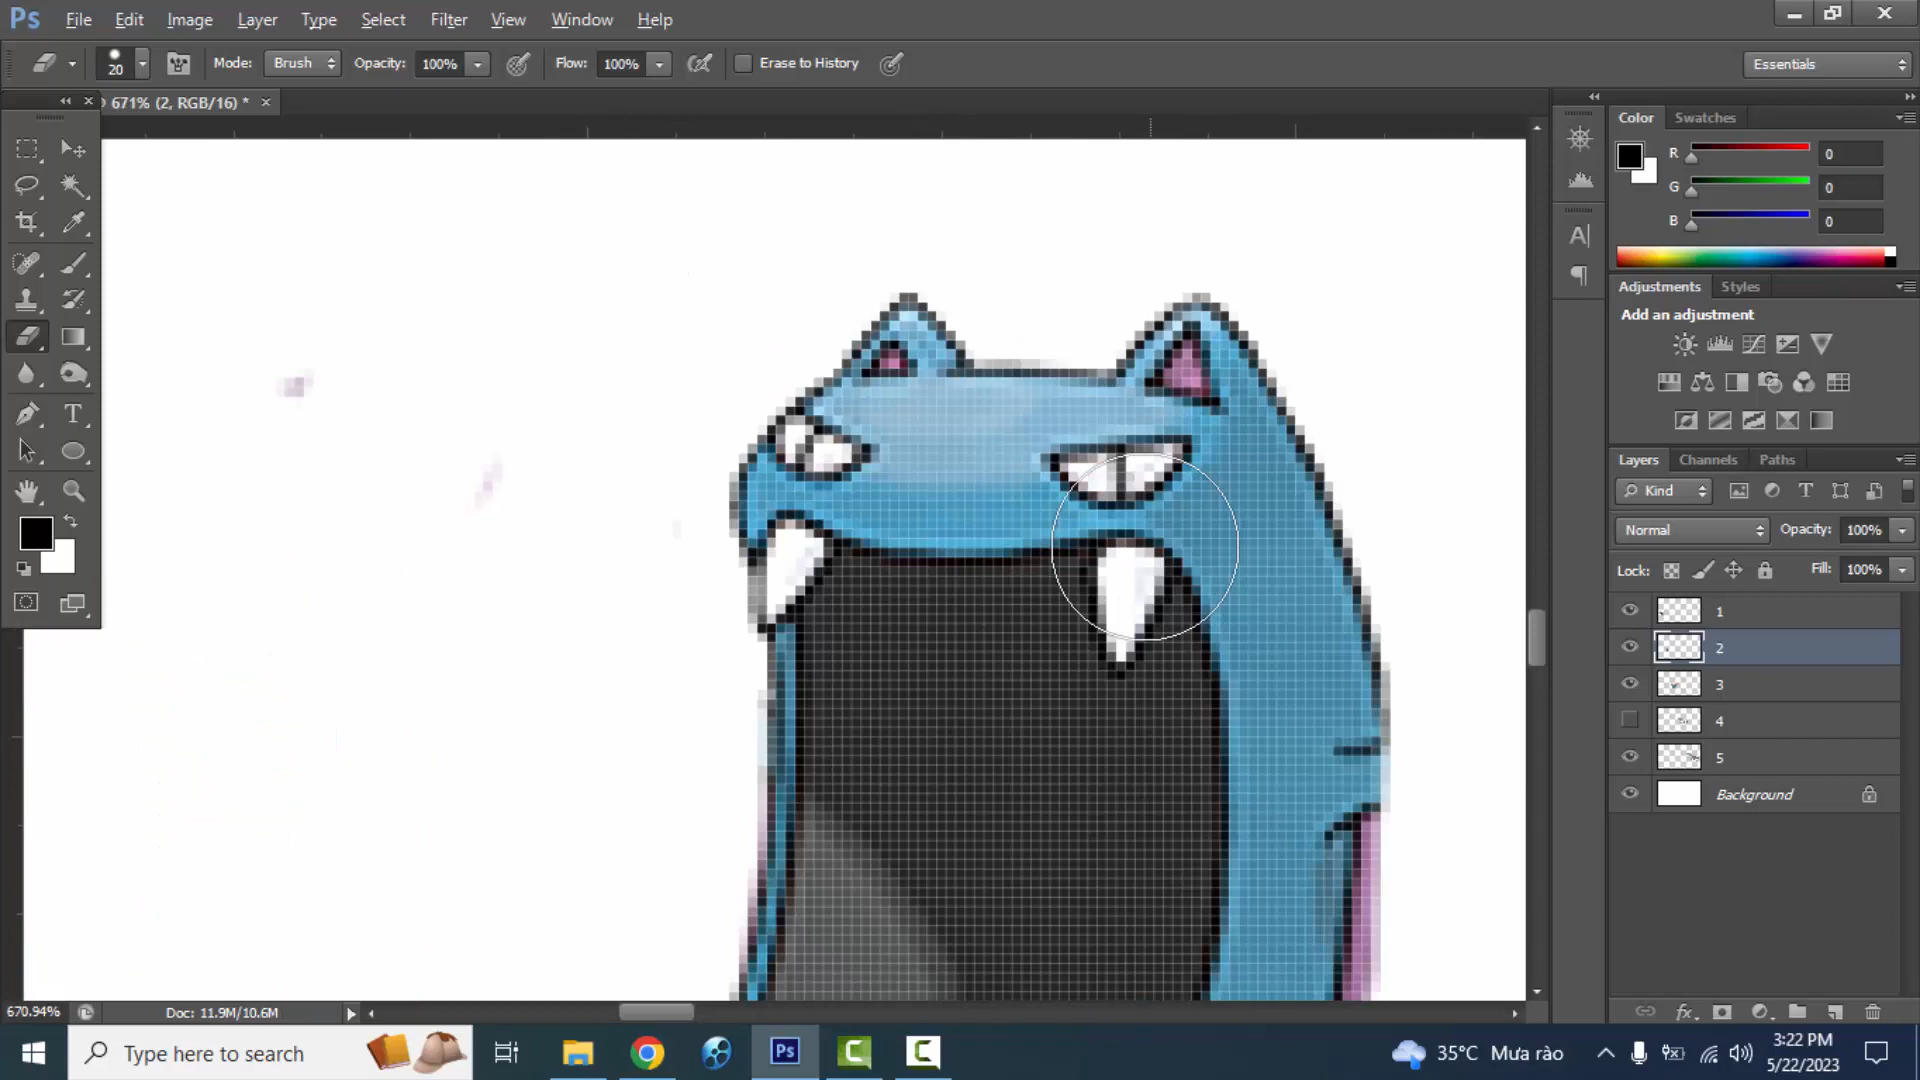 Ps File Edit Image Layer Type Select Filter View Window Help
20 Mode: Brush Opacity: 100% Flow: 100% Erase to History Essentials
671% (2, RGB/16) * ×
Color Swatches
R 0
G 0
B 0
Adjustments Styles
Add an adjustment
Layers Channels Paths
Kind
Normal Opacity: 100%
Lock: Fill: 100%
1
2
3
4
5
Background
670.94% Doc: 11.9M/10.6M
Type here to search
35°C Mưa rào
3:22 PM
5/22/2023